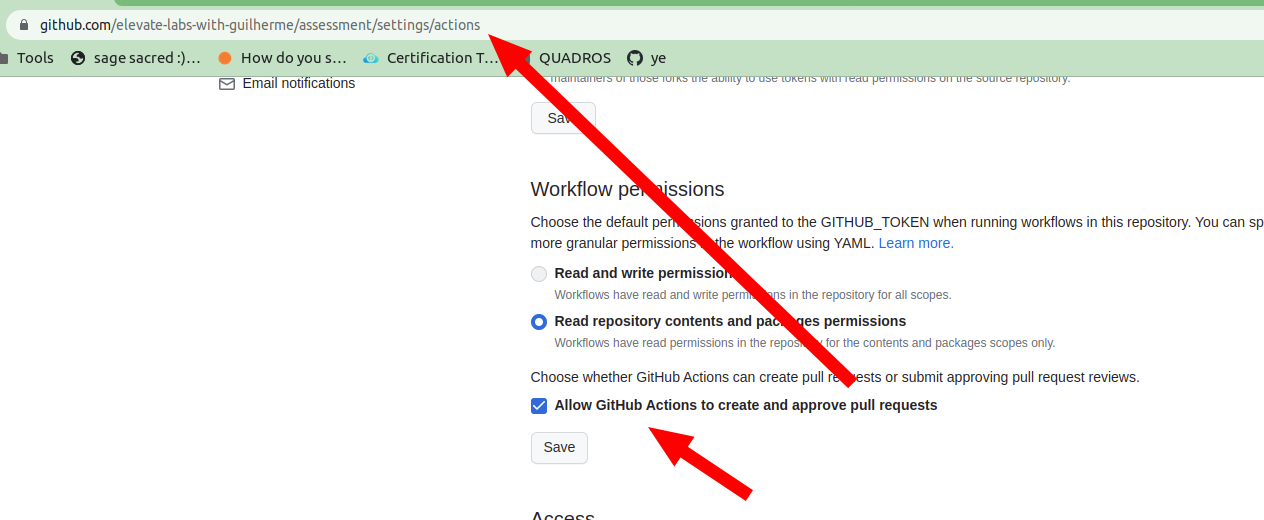 github.com/elevate-labs-with-guilherme/assessment/settings/actions
Tools sage sacred :)... How do you s... Certification T... QUADROS ye
Email notifications
maintainers of those forks the ability to use tokens with read permissions on the source repository.
Save
Workflow permissions
Choose the default permissions granted to the GITHUB_TOKEN when running workflows in this repository. You can sp
more granular permissions in the workflow using YAML. Learn more.
Read and write permissions
Workflows have read and write permissions in the repository for all scopes.
Read repository contents and packages permissions
Workflows have read permissions in the repository for the contents and packages scopes only.
Choose whether GitHub Actions can create pull requests or submit approving pull request reviews.
Allow GitHub Actions to create and approve pull requests
Save
Access